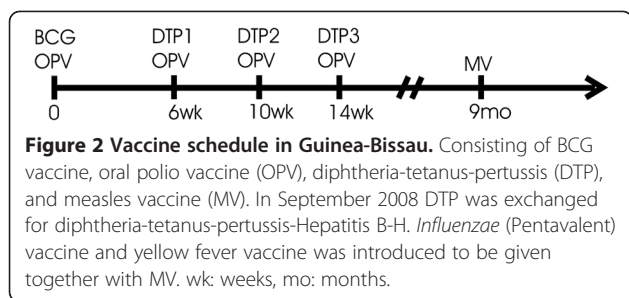 BCG DTP1 DTP2 DTP3
OPV OPV OPV OPV MV
0 6wk 10wk 14wk 9mo
Figure 2 Vaccine schedule in Guinea-Bissau. Consisting of BCG
vaccine, oral polio vaccine (OPV), diphtheria-tetanus-pertussis (DTP),
and measles vaccine (MV). In September 2008 DTP was exchanged
for diphtheria-tetanus-pertussis-Hepatitis B-H. Influenzae (Pentavalent)
vaccine and yellow fever vaccine was introduced to be given
together with MV. wk: weeks, mo: months.